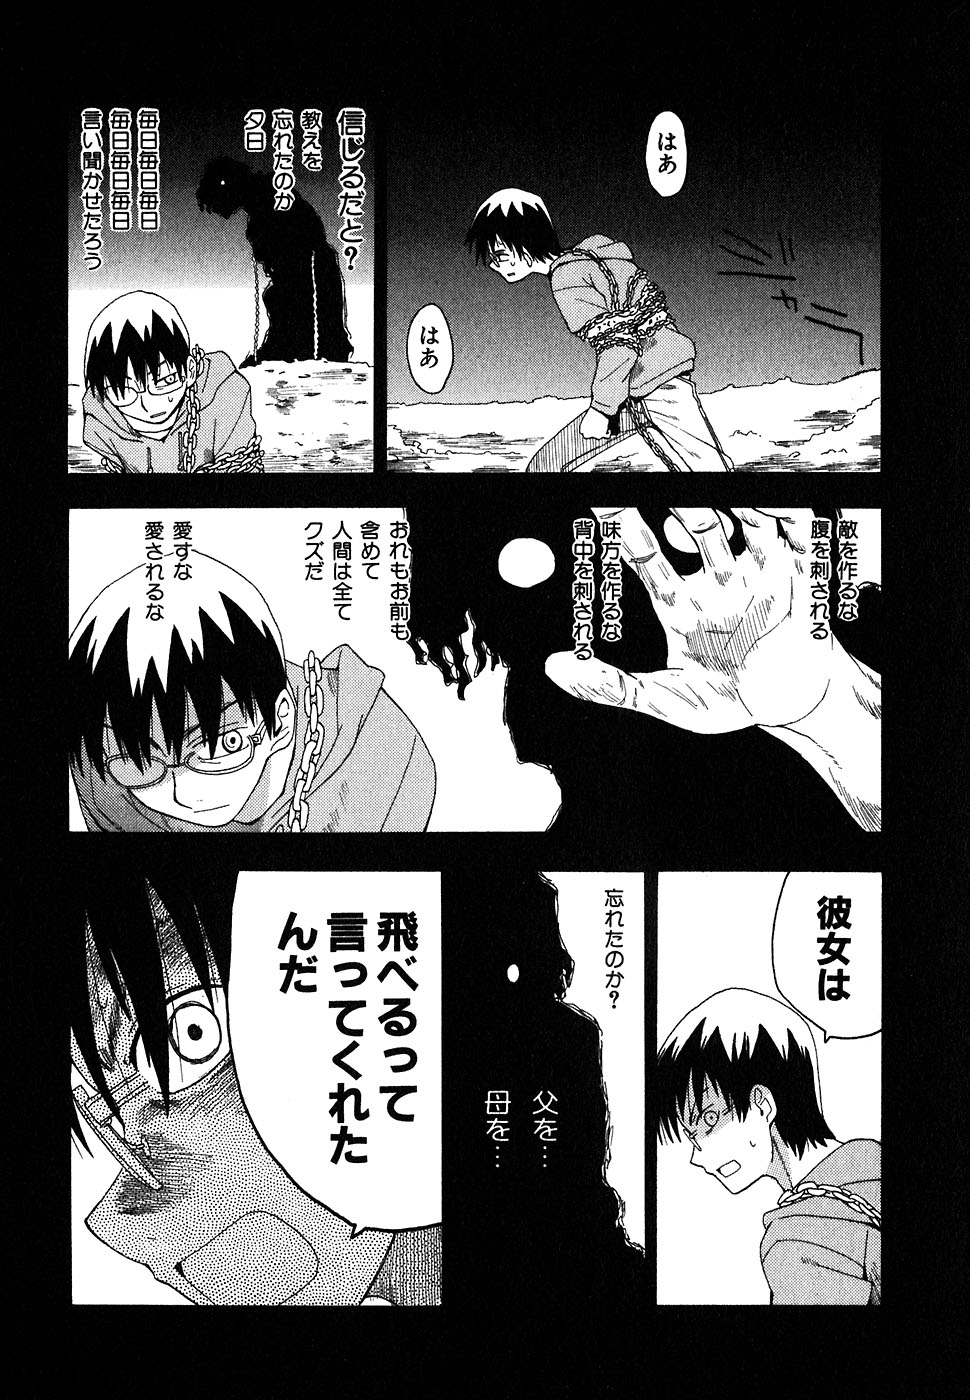 はあ
はあ
信じるだと？
教えを
忘れたのか
夕日
毎日毎日毎日
毎日毎日毎日
言い聞かせたろう
敵を作るな
腹を刺される
味方を作るな
背中を刺される
おれもお前も
含めて
人間は全て
クズだ
愛すな
愛されるな
彼女は
忘れたのか？
父を…
母を…
飛べるって
言ってくれた
んだ